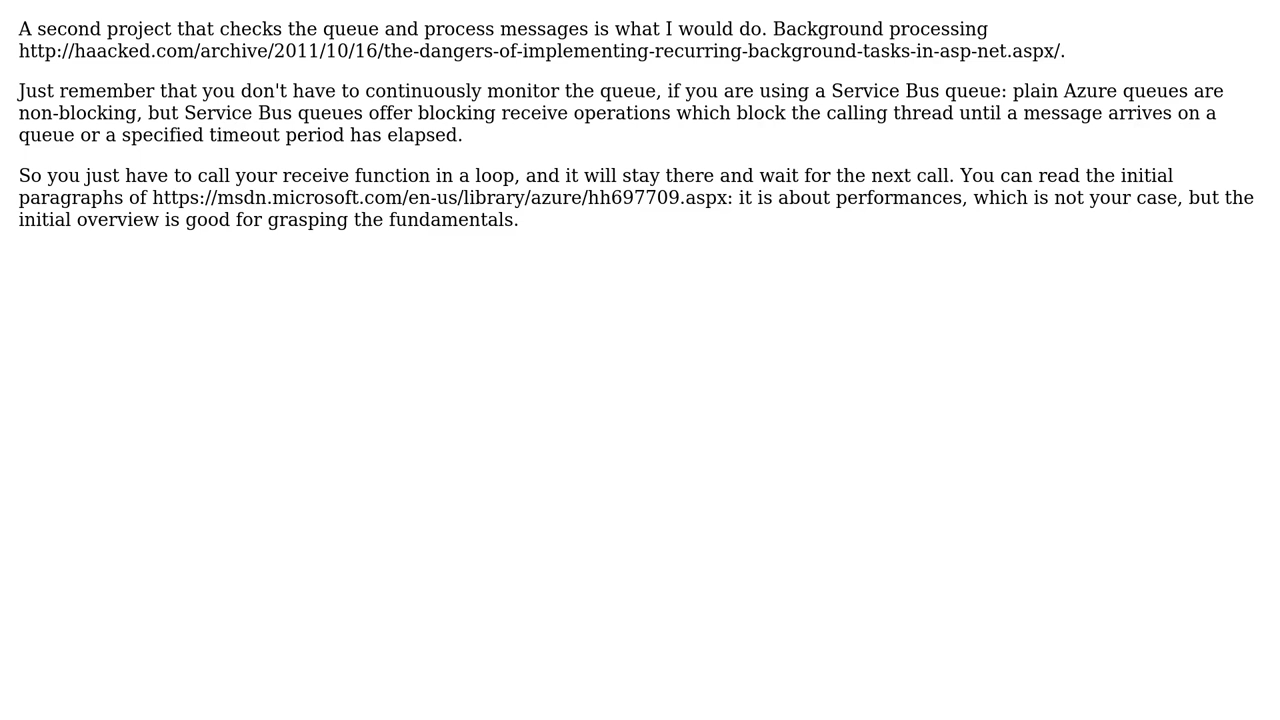 A second project that checks the queue and process messages is what I would do. Background processing
http://haacked.com/archive/2011/10/16/the-dangers-of-implementing-recurring-background-tasks-in-asp-net.aspx/.
Just remember that you don't have to continuously monitor the queue, if you are using a Service Bus queue: plain Azure queues are
non-blocking, but Service Bus queues offer blocking receive operations which block the calling thread until a message arrives on a
queue or a specified timeout period has elapsed.
So you just have to call your receive function in a loop, and it will stay there and wait for the next call. You can read the initial
paragraphs of https://msdn.microsoft.com/en-us/library/azure/hh697709.aspx: it is about performances, which is not your case, but the
initial overview is good for grasping the fundamentals.